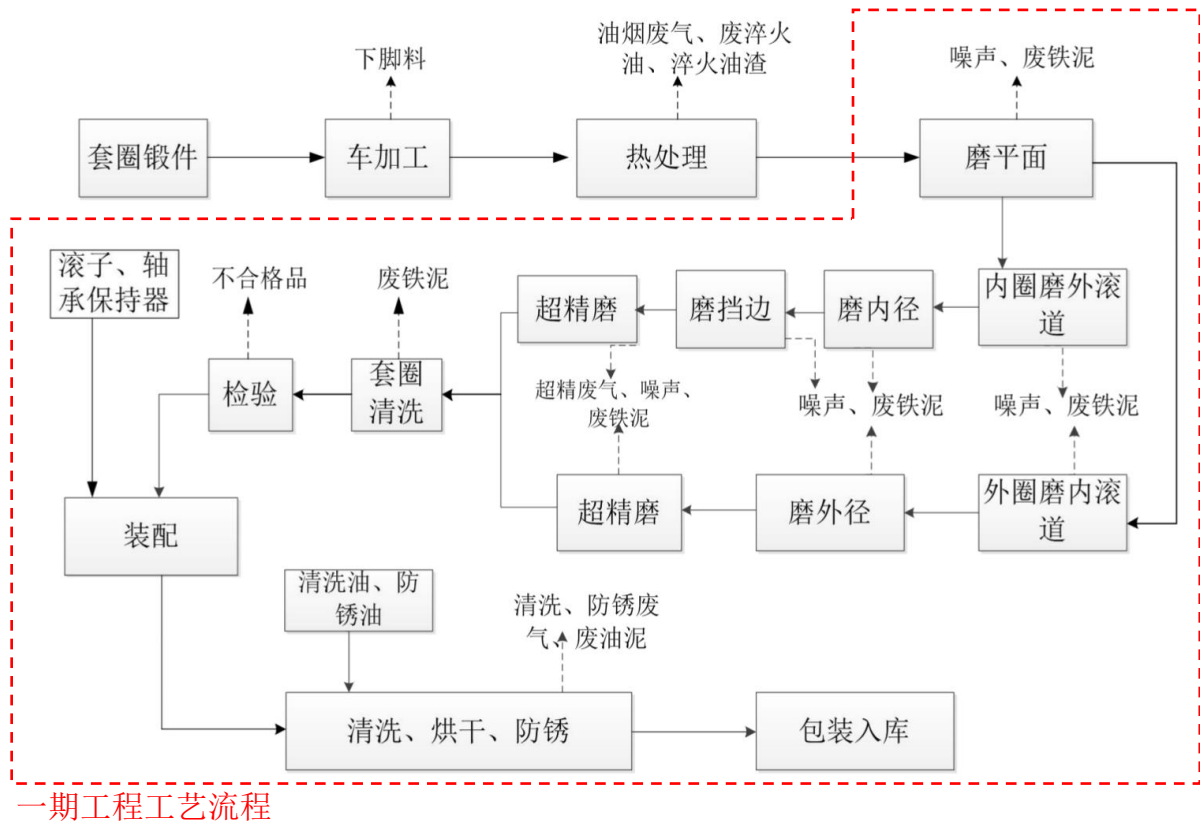 下脚料
油烟废气、废淬火
油、淬火油渣
噪声、废铁泥
套圈锻件
车加工
热处理
磨平面
滚子、轴
承保持器
不合格品
废铁泥
超精磨
磨挡边
磨内径
内圈磨外滚
道
检验
套圈
清洗
超精废气、噪声、
废铁泥
噪声、废铁泥
噪声、废铁泥
装配
超精磨
磨外径
外圈磨内滚
道
清洗油、防
锈油
清洗、防锈废
气、废油泥
清洗、烘干、防锈
包装入库
一期工程工艺流程